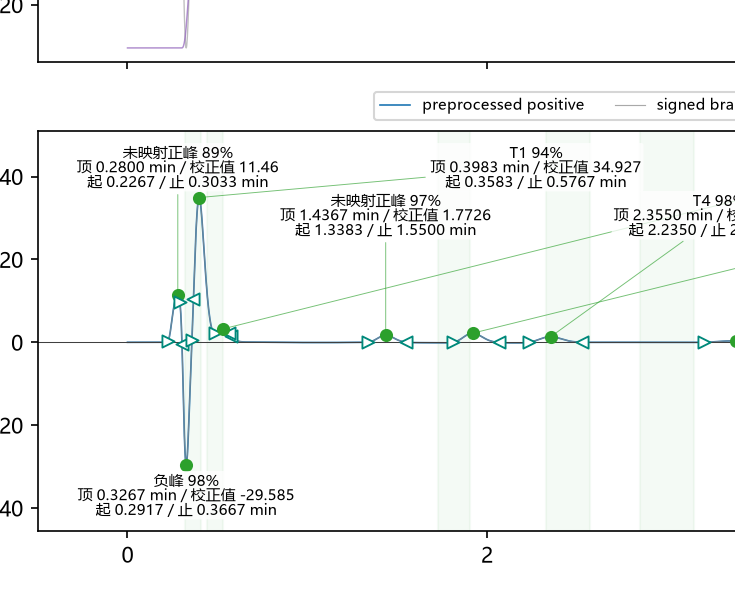 20
preprocessed positive
signed bra
未映射正峰 89%
顶 0.2800 min / 校正值 11.46
起 0.2267 / 止 0.3033 min
T1 94%
顶 0.3983 min / 校正值 34.927
起 0.3583 / 止 0.5767 min
未映射正峰 97%
顶 1.4367 min / 校正值 1.7726
起 1.3383 / 止 1.5500 min
T4 98%
顶 2.3550 min / 校
起 2.2350 / 止 2
40
20
0
20
40
负峰 98%
顶 0.3267 min / 校正值 -29.585
起 0.2917 / 止 0.3667 min
0
2